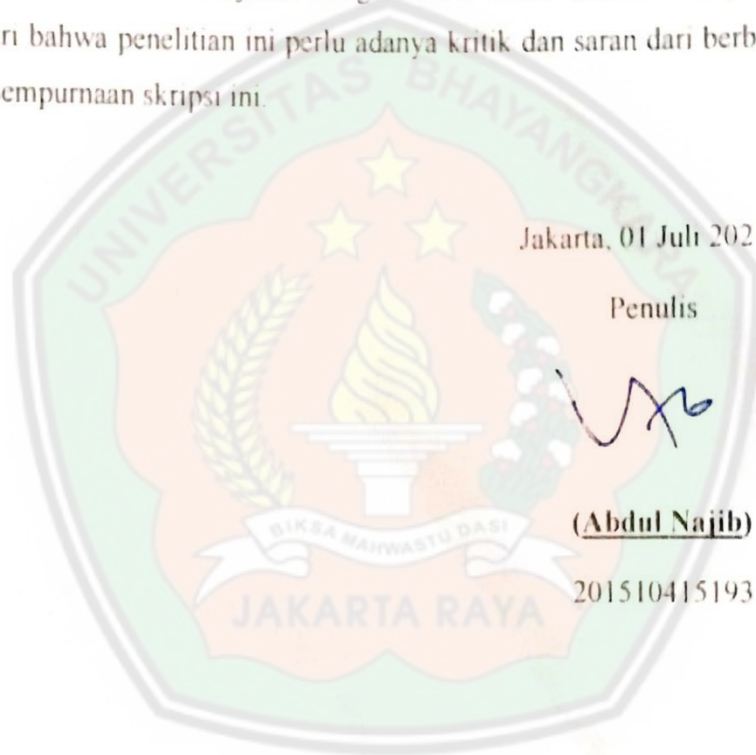 ri bahwa penelitian ini perlu adanya kritik dan saran dari berb
empurnaan skripsi ini.
UNIVERSITAS BHAYANGKARA
Jakarta, 01 Juli 202
Penulis
(Abdul Najib)
201510415193
BIKSA MAHWASTU DASI
JAKARTA RAYA